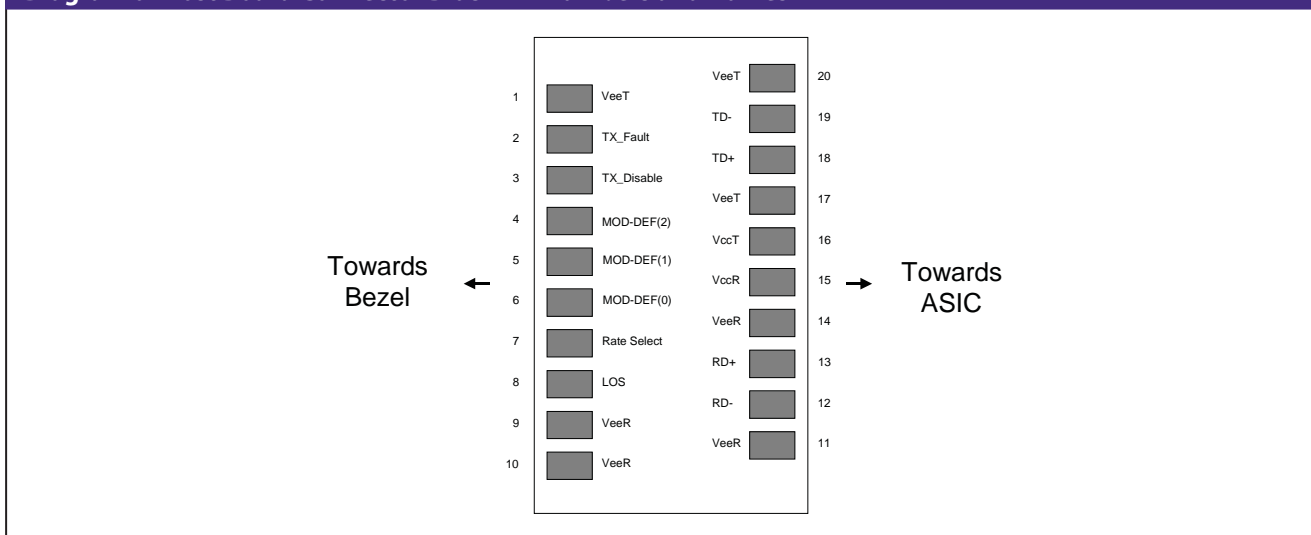 VeeT 20
1 VeeT
TD- 19
2 TX_Fault
TD+ 18
3 TX_Disable
VeeT 17
4 MOD-DEF(2)
VccT 16
5 MOD-DEF(1)
VccR 15
6 MOD-DEF(0)
VeeR 14
7 Rate Select
RD+ 13
8 LOS
RD- 12
9 VeeR
VeeR 11
10 VeeR
Towards
Bezel
Towards
ASIC